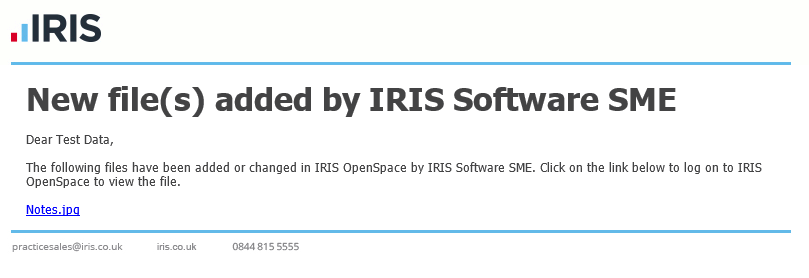 IRIS
New file(s) added by IRIS Software SME
Dear Test Data,
The following files have been added or changed in IRIS OpenSpace by IRIS Software SME. Click on the link below to log on to IRIS
OpenSpace to view the file.
Notes.jpg
practicesales@iris.co.uk iris.co.uk 0844 815 5555